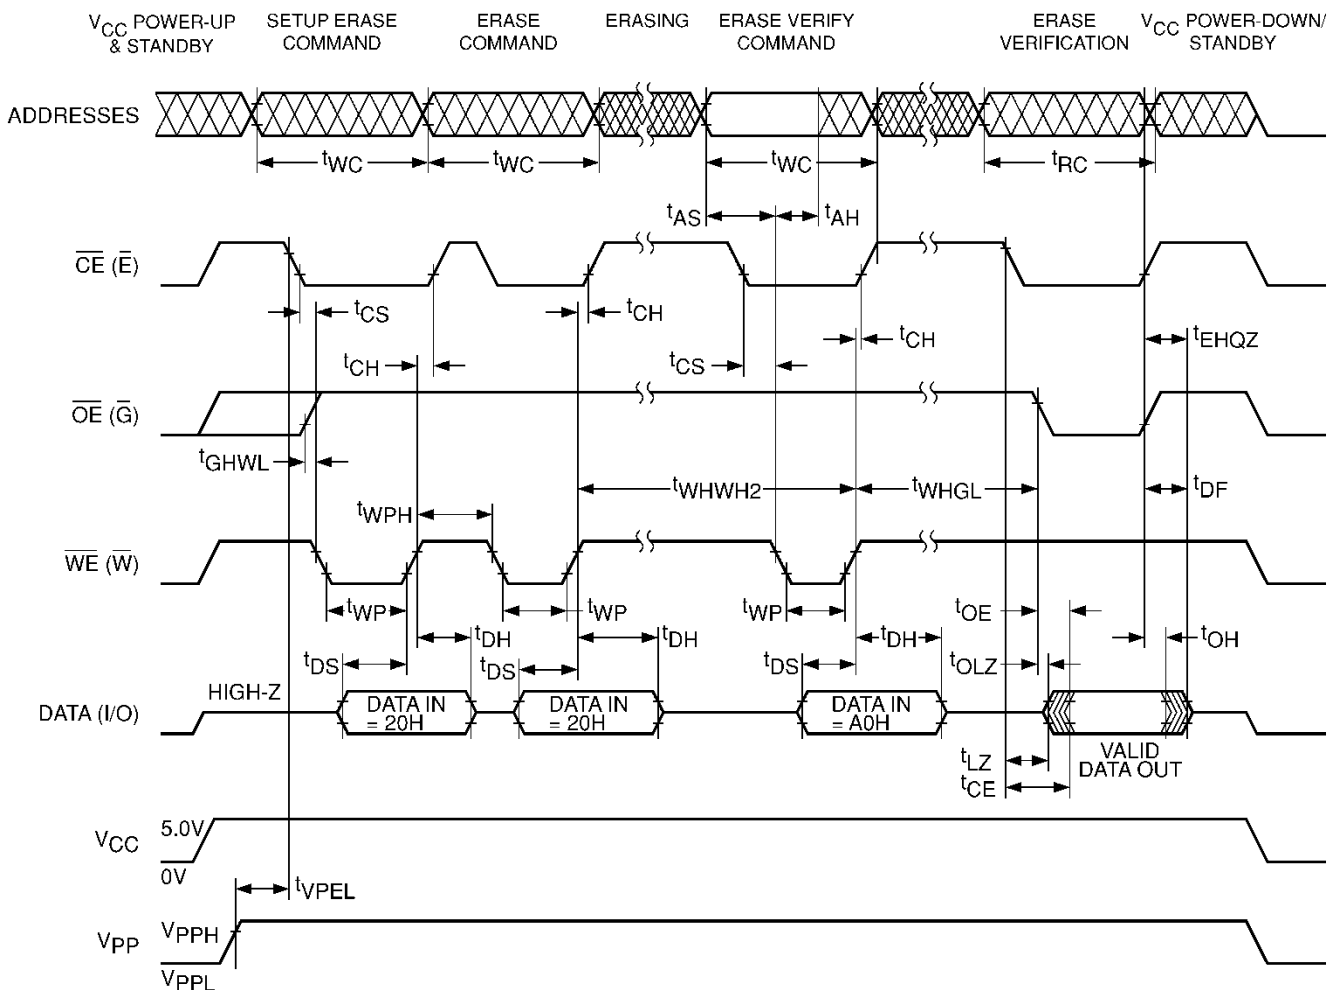 VCC POWER-UP & STANDBY
SETUP ERASE COMMAND
ERASE COMMAND
ERASING
ERASE VERIFY COMMAND
ERASE VERIFICATION
VCC POWER-DOWN/ STANDBY
ADDRESSES
tWC
tWC
tWC
tRC
tAS
tAH
CE (E)
tCS
tCH
tCH
tEHQZ
tCH
tCS
OE (G)
tGHWL
tWHWH2
tWHGL
tDF
tWPH
WE (W)
tWP
tWP
tWP
tOE
tDH
tDH
tDH
tOH
tDS
tDS
tDS
tOLZ
HIGH-Z
DATA (I/O)
DATA IN = 20H
DATA IN = 20H
DATA IN = A0H
VALID DATA OUT
tLZ
tCE
5.0V
VCC
0V
tVPEL
VPPH
VPP
VPPL